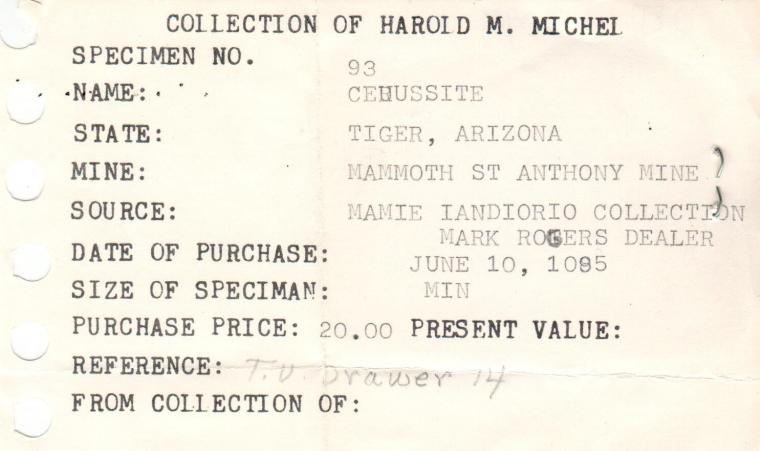 COLLECTION OF HAROLD M. MICHEL
SPECIMEN NO. 93
NAME: CERUSSITE
STATE: TIGER, ARIZONA
MINE: MAMMOTH ST ANTHONY MINE
SOURCE: MAMIE IANDIORIO COLLECTION
MARK ROGERS DEALER
DATE OF PURCHASE: JUNE 10, 1985
SIZE OF SPECIMAN: MIN
PURCHASE PRICE: 20.00 PRESENT VALUE:
REFERENCE: T.U. Drawer 14
FROM COLLECTION OF: